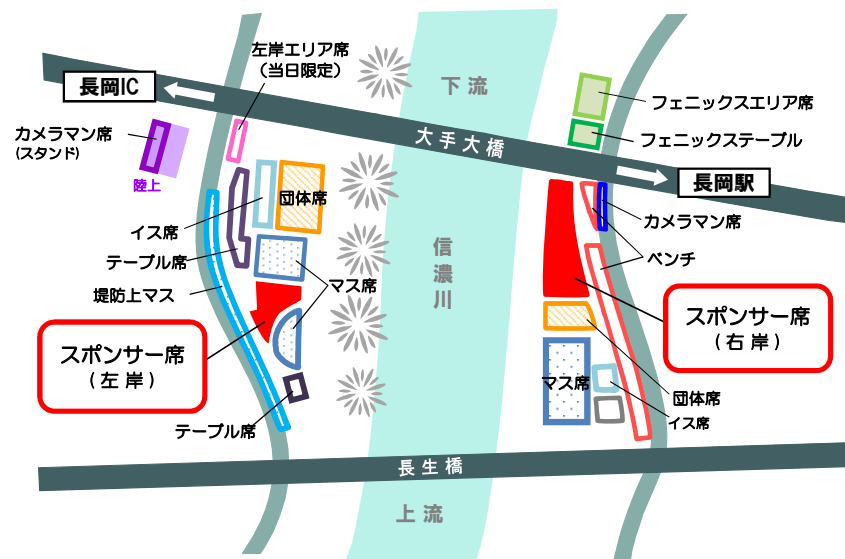 左岸エリア席
(当日限定)
長岡IC
下流
フェニックスエリア席
カメラマン席
(スタンド)
大手大橋
フェニックステーブル
陸上
長岡駅
団体席
カメラマン席
イス席
信濃川
テーブル席
ベンチ
マス席
堤防上マス
スポンサー席
(右岸)
スポンサー席
(左岸)
マス席
団体席
イス席
テーブル席
長生橋
上流